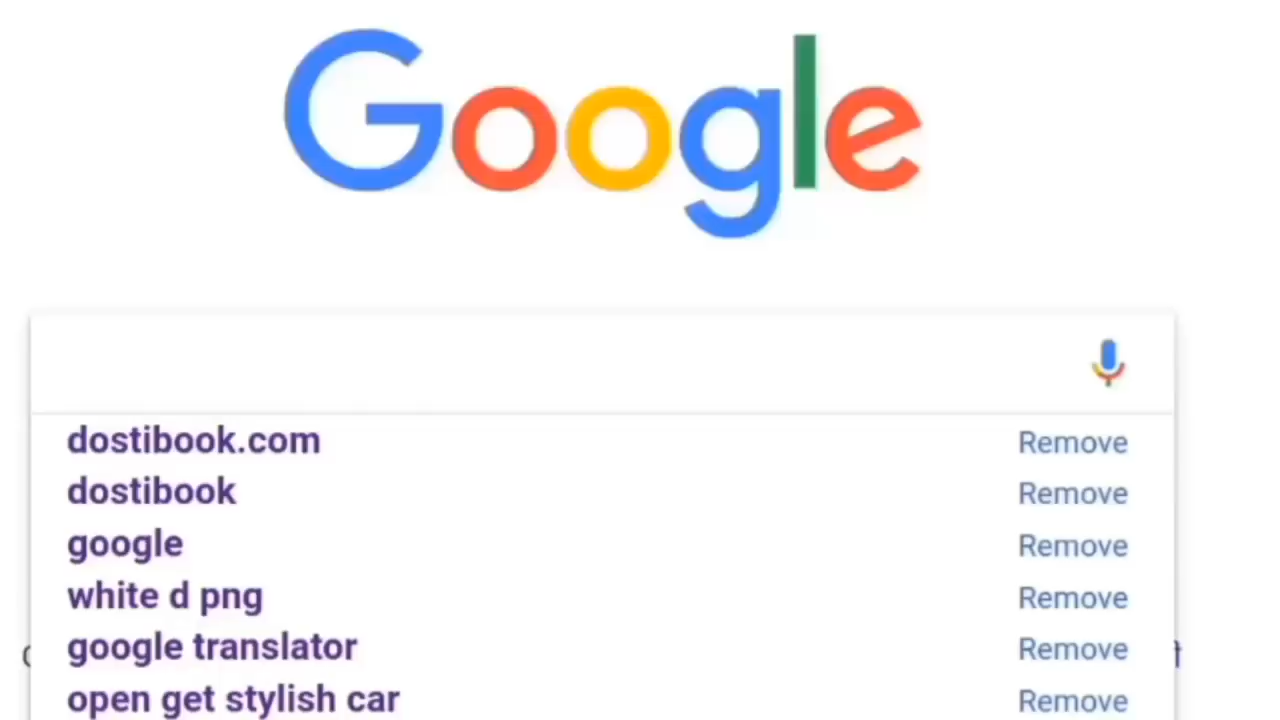 Google
dostibook.com Remove
dostibook Remove
google Remove
white d png Remove
google translator Remove
open get stylish car Remove